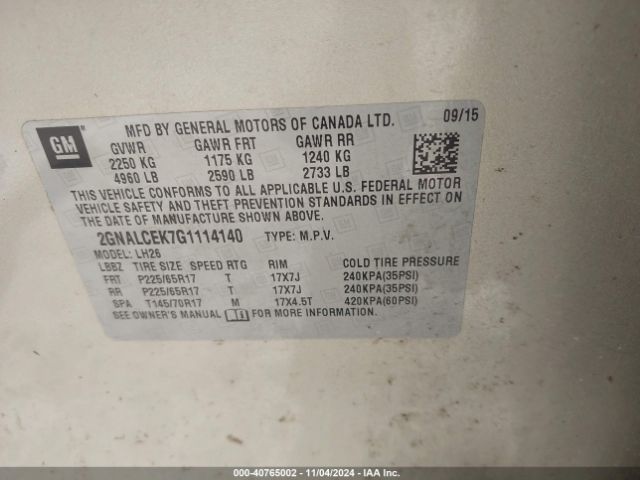 GM
MFD BY GENERAL MOTORS OF CANADA LTD. 09/15
GVWR GAWR FRT GAWR RR
2250 KG 1175 KG 1240 KG
4960 LB 2590 LB 2733 LB
THIS VEHICLE CONFORMS TO ALL APPLICABLE U.S. FEDERAL MOTOR
VEHICLE SAFETY AND THEFT PREVENTION STANDARDS IN EFFECT ON
THE DATE OF MANUFACTURE SHOWN ABOVE.
2GNALCEK7G1114140 TYPE: M.P.V.
MODEL: LH26
LBBZ TIRE SIZE SPEED RTG RIM COLD TIRE PRESSURE
FRT P225/65R17 T 17X7J 240KPA(35PSI)
RR P225/65R17 T 17X7J 240KPA(35PSI)
SPA T145/70R17 M 17X4.5T 420KPA(60PSI)
SEE OWNER'S MANUAL FOR MORE INFORMATION.
000-40765002 - 11/04/2024 - IAA Inc.